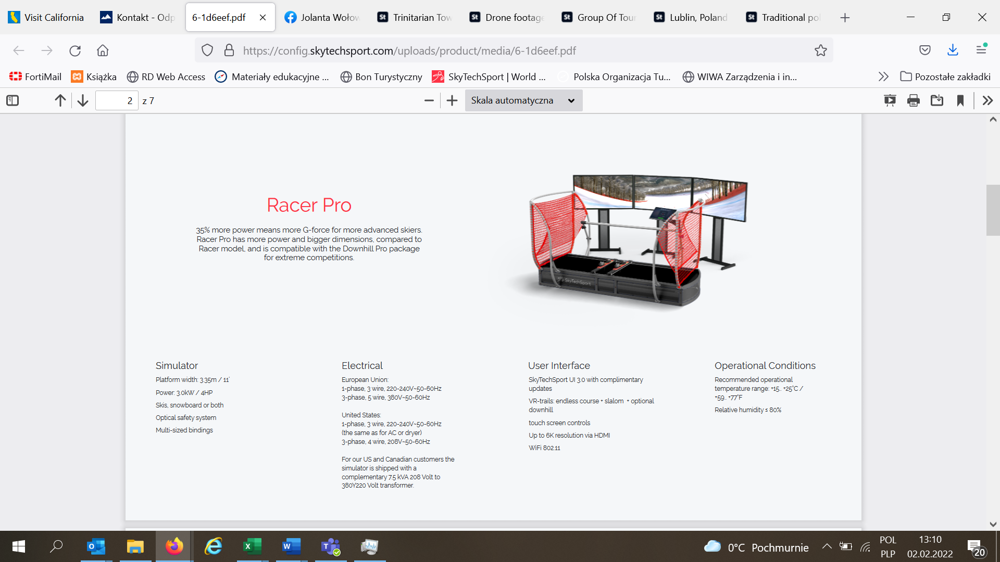 Visit California
Kontakt - Odp
6-1d6eef.pdf
Jolanta Wołow
St Trinitarian Tow
St Drone footage
St Group Of Tour
St Lublin, Poland
St Traditional pol
https://config.skytechsport.com/uploads/product/media/6-1d6eef.pdf
FortiMail
Książka
RD Web Access
Materiały edukacyjne ...
Bon Turystyczny
SkyTechSport | World ...
Polska Organizacja Tu...
WIWA Zarządzenia i in...
Pozostałe zakładki
2 z 7
Skala automatyczna
Racer Pro
35% more power means more G-force for more advanced skiers.
Racer Pro has more power and bigger dimensions, compared to
Racer model, and is compatible with the Downhill Pro package
for extreme competitions.
SkyTechSport
Simulator
Platform width: 3.35m / 11'
Power: 3.0kW / 4HP
Skis, snowboard or both
Optical safety system
Multi-sized bindings
Electrical
European Union:
1-phase, 3 wire, 220-240V~50-60Hz
3-phase, 5 wire, 380V~50-60Hz
United States:
1-phase, 3 wire, 220-240V~50-60Hz
(the same as for AC or dryer)
3-phase, 4 wire, 208V~50-60Hz
For our US and Canadian customers the
simulator is shipped with a
complementary 7.5 kVA 208 Volt to
380Y220 Volt transformer.
User Interface
SkyTechSport UI 3.0 with complimentary
updates
VR-trails: endless course + slalom + optional
downhill
touch screen controls
Up to 6K resolution via HDMI
WiFi 802.11
Operational Conditions
Recommended operational
temperature range: +15.. +25°C /
+59.. +77°F
Relative humidity ≤ 80%
0°C Pochmurnie
POL
PLP
13:10
02.02.2022
20